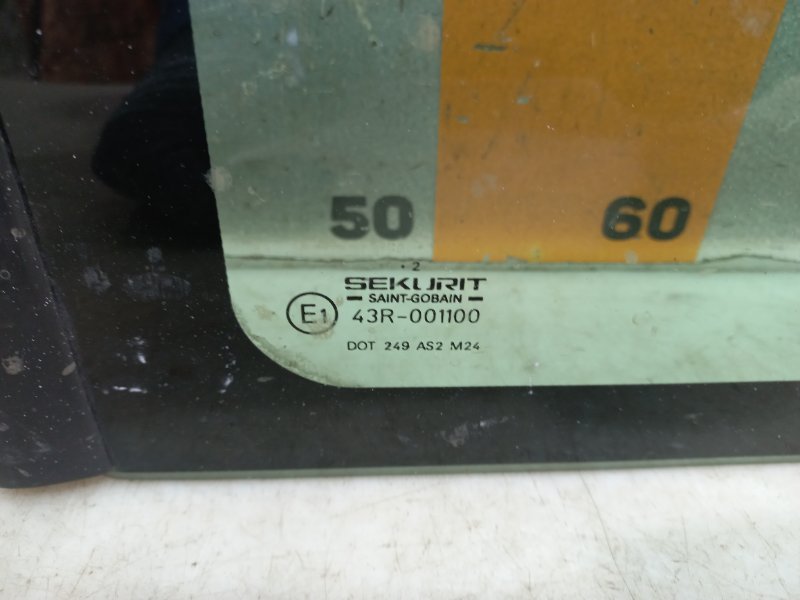 50 60
. 2
SEKURIT
SAINT-GOBAIN
E1 43R-001100
DOT 249 AS2 M24